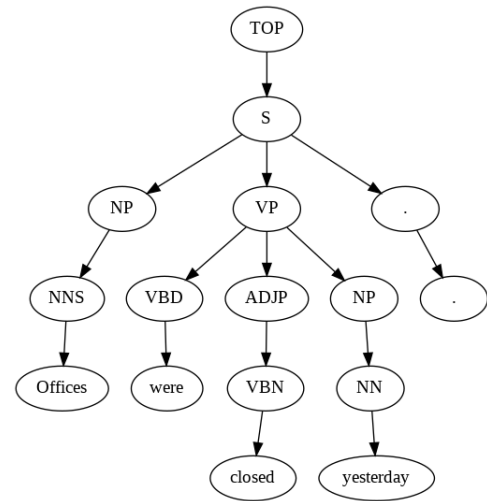 TOP
S
NP VP .
NNS VBD ADJP NP .
Offices were VBN NN
closed yesterday